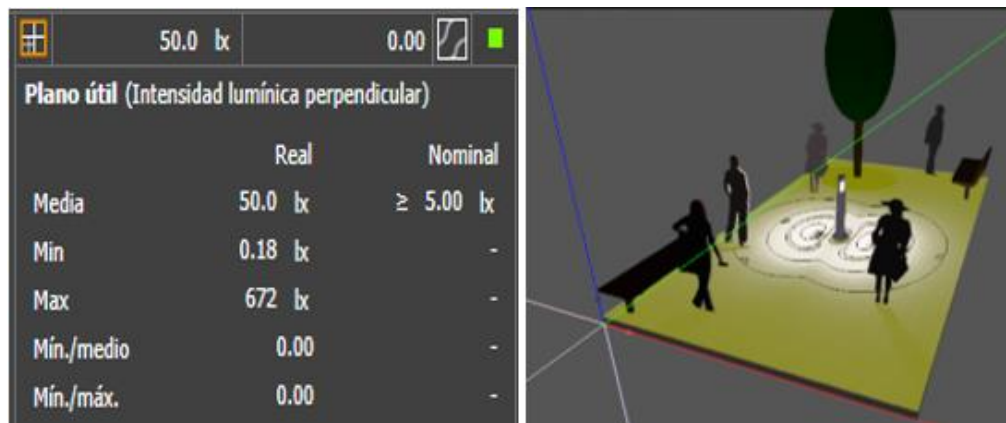 50.0 lx 0.00
Plano útil (Intensidad lumínica perpendicular)
Real Nominal
Media 50.0 lx ≥ 5.00 lx
Min 0.18 lx -
Max 672 lx -
Mín./medio 0.00 -
Mín./máx. 0.00 -